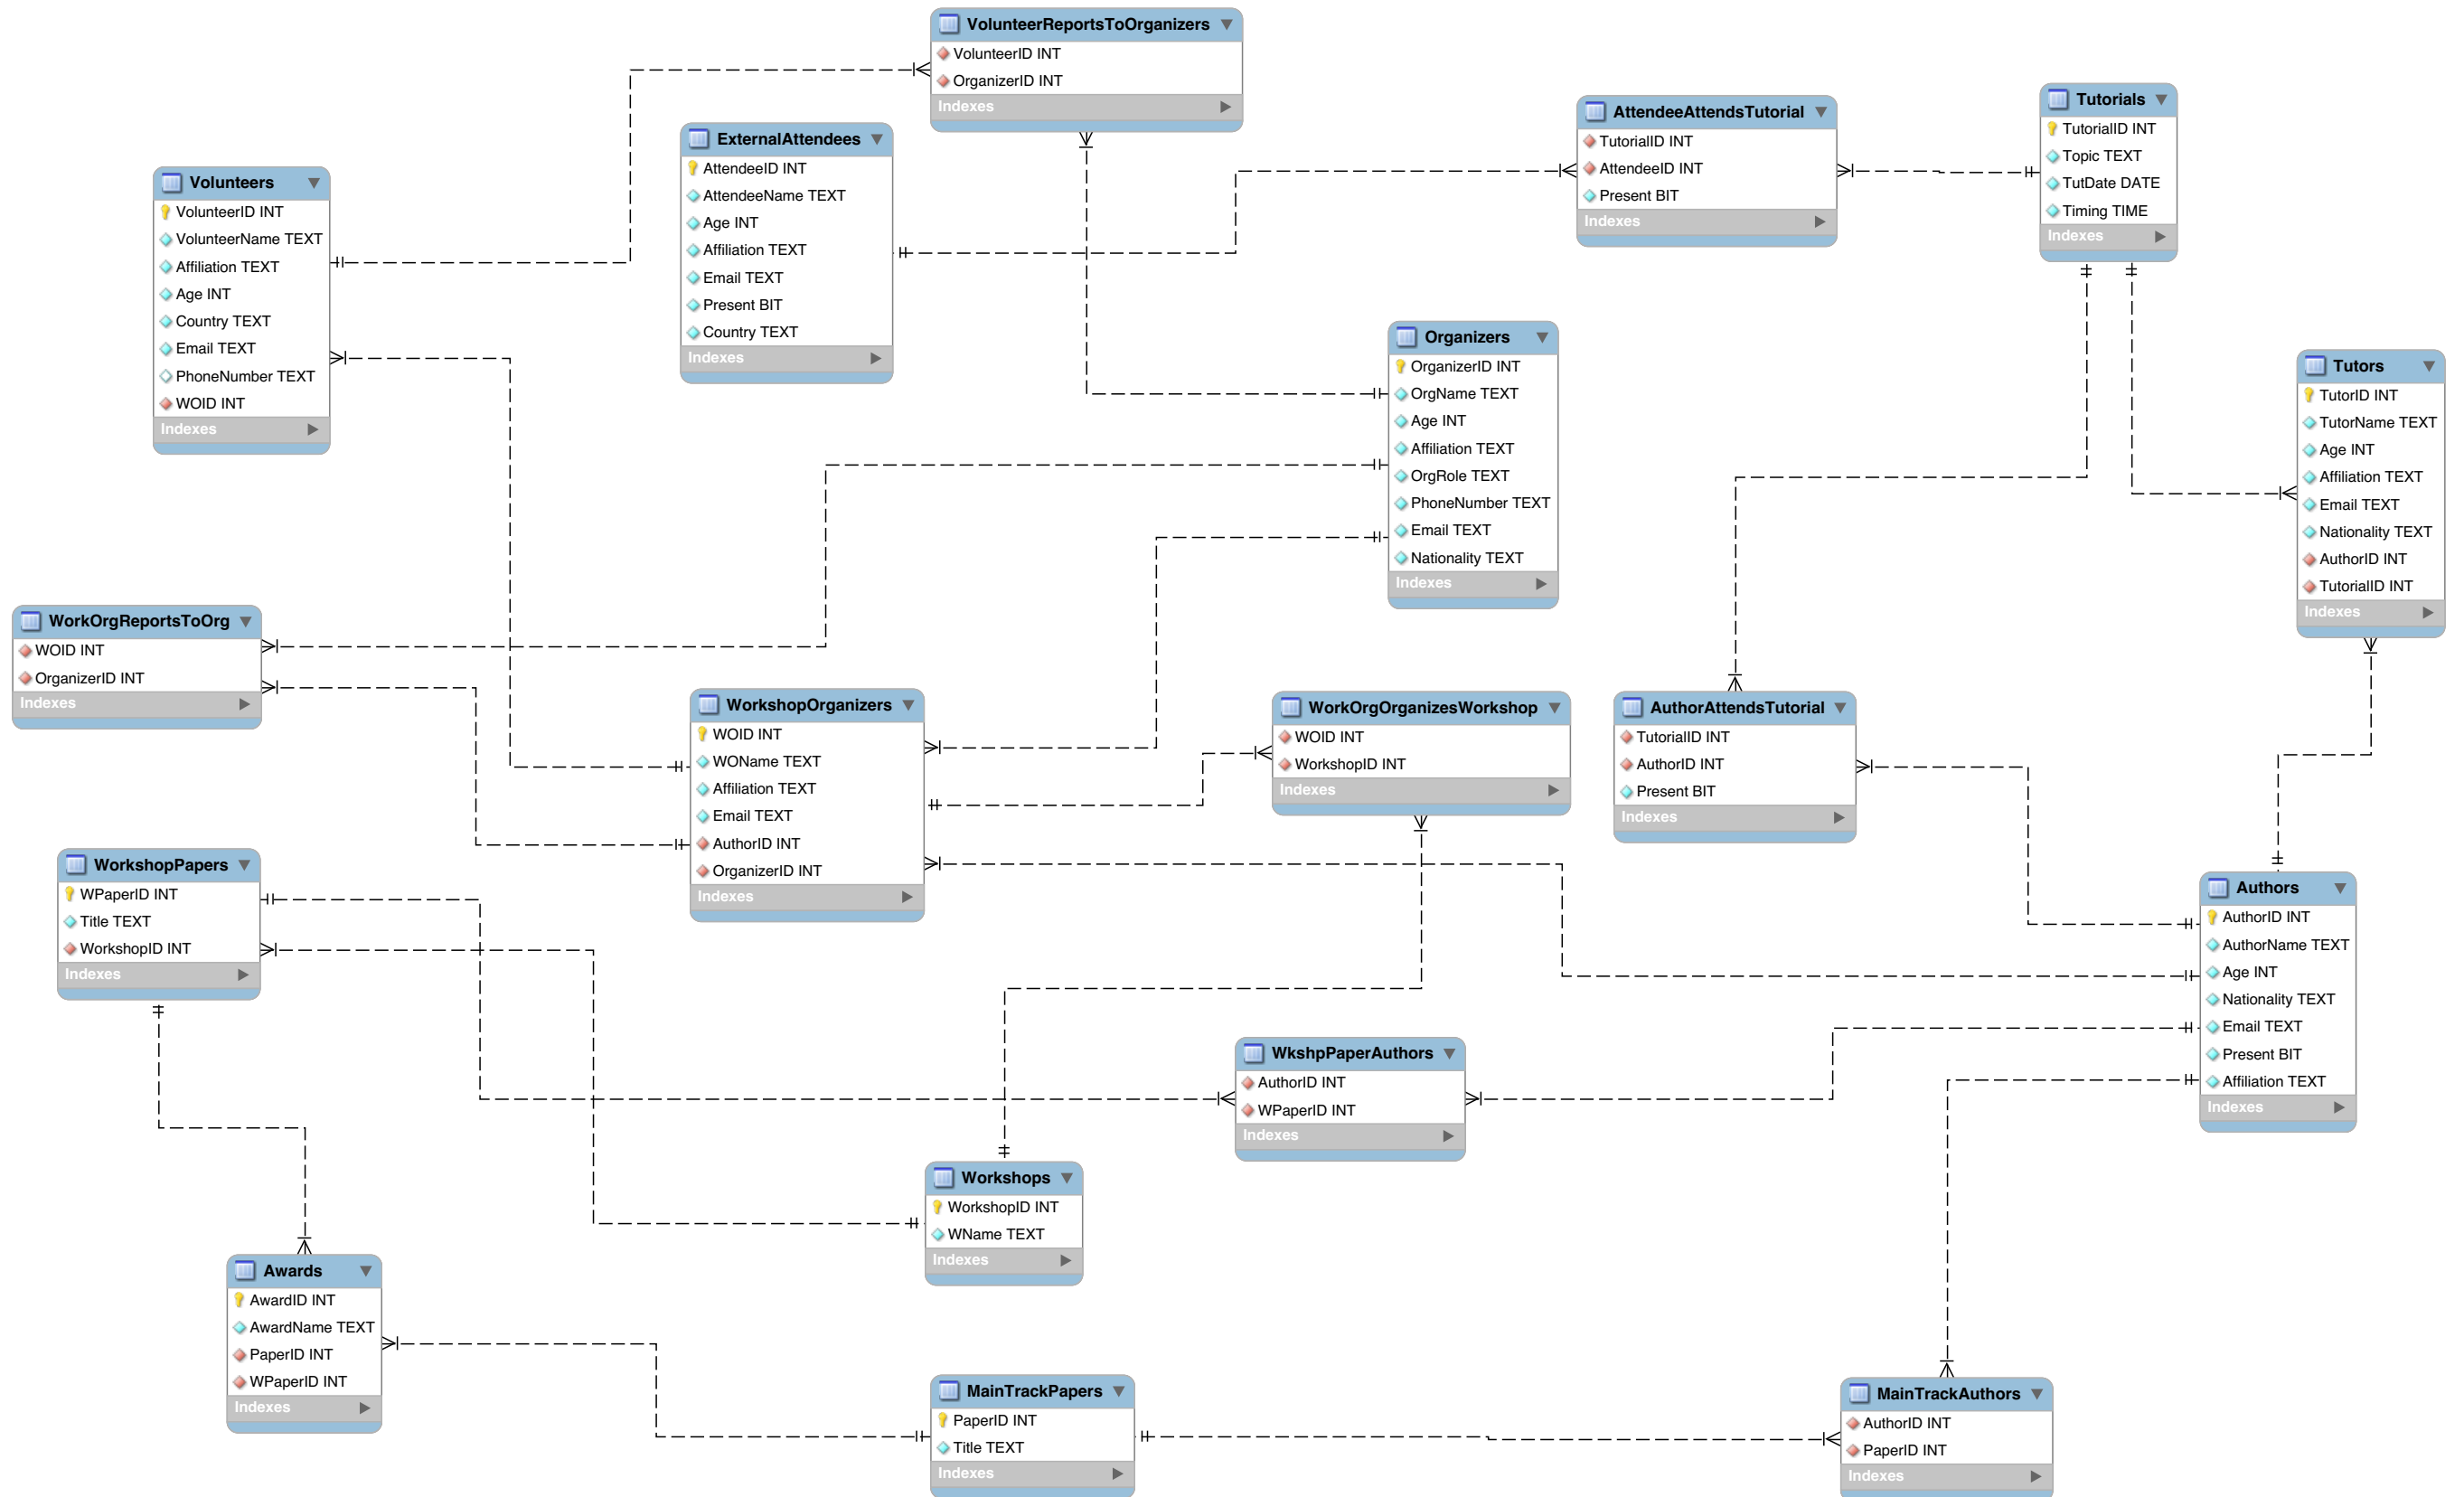 VolunteerReportsToOrganizers
VolunteerID INT
OrganizerID INT
Indexes
ExternalAttendees
AttendeeID INT
AttendeeName TEXT
Age INT
Affiliation TEXT
Email TEXT
Present BIT
Country TEXT
Indexes
AttendeeAttendsTutorial
TutorialID INT
AttendeeID INT
Present BIT
Indexes
Tutorials
TutorialID INT
Topic TEXT
TutDate DATE
Timing TIME
Indexes
Volunteers
VolunteerID INT
VolunteerName TEXT
Affiliation TEXT
Age INT
Country TEXT
Email TEXT
PhoneNumber TEXT
WOID INT
Indexes
Organizers
OrganizerID INT
OrgName TEXT
Age INT
Affiliation TEXT
OrgRole TEXT
PhoneNumber TEXT
Email TEXT
Nationality TEXT
Indexes
Tutors
TutorID INT
TutorName TEXT
Age INT
Affiliation TEXT
Email TEXT
Nationality TEXT
AuthorID INT
TutorialID INT
Indexes
WorkOrgReportsToOrg
WOID INT
OrganizerID INT
Indexes
WorkshopOrganizers
WOID INT
WOName TEXT
Affiliation TEXT
Email TEXT
AuthorID INT
OrganizerID INT
Indexes
WorkOrgOrganizesWorkshop
WOID INT
WorkshopID INT
Indexes
AuthorAttendsTutorial
TutorialID INT
AuthorID INT
Present BIT
Indexes
WorkshopPapers
WPaperID INT
Title TEXT
WorkshopID INT
Indexes
Authors
AuthorID INT
AuthorName TEXT
Age INT
Nationality TEXT
Email TEXT
Present BIT
Affiliation TEXT
Indexes
WkshpPaperAuthors
AuthorID INT
WPaperID INT
Indexes
Workshops
WorkshopID INT
WName TEXT
Indexes
Awards
AwardID INT
AwardName TEXT
PaperID INT
WPaperID INT
Indexes
MainTrackPapers
PaperID INT
Title TEXT
Indexes
MainTrackAuthors
AuthorID INT
PaperID INT
Indexes